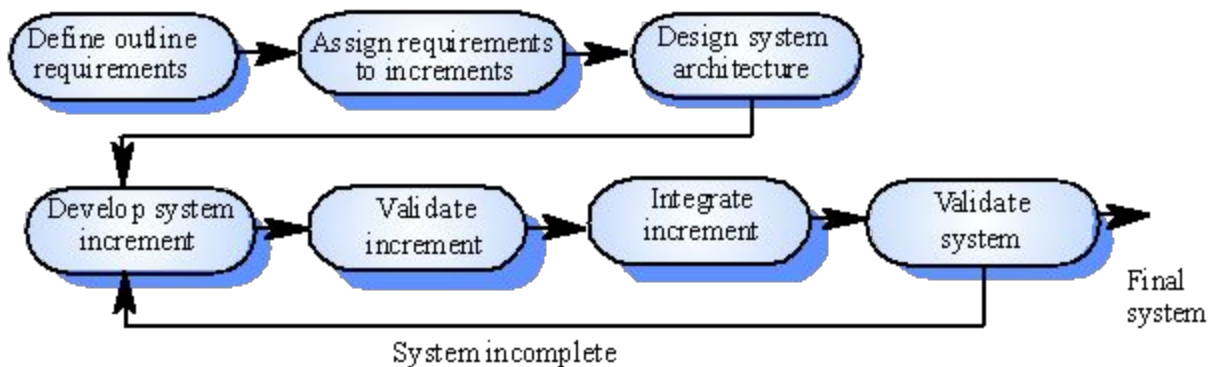 Define outline
requirements
Assign requirements
to increments
Design system
architecture
Develop system
increment
Validate
increment
Integrate
increment
Validate
system
Final
system
System incomplete